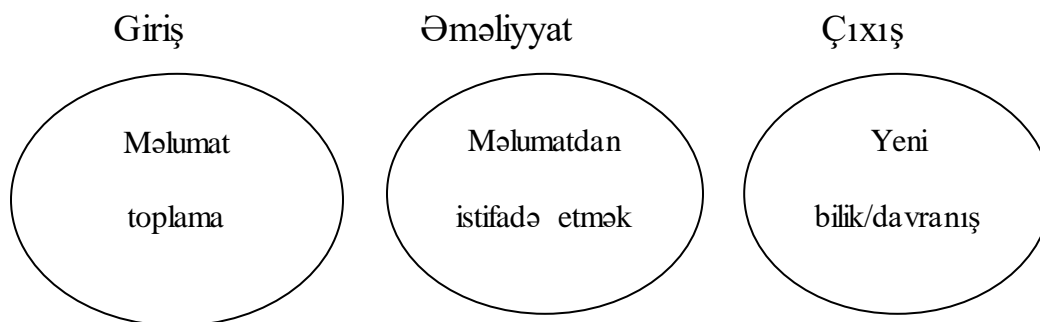 Giriş Əməliyyat Çıxış
Məlumat
toplama
Məlumatdan
istifadə etmək
Yeni
bilik/davranış